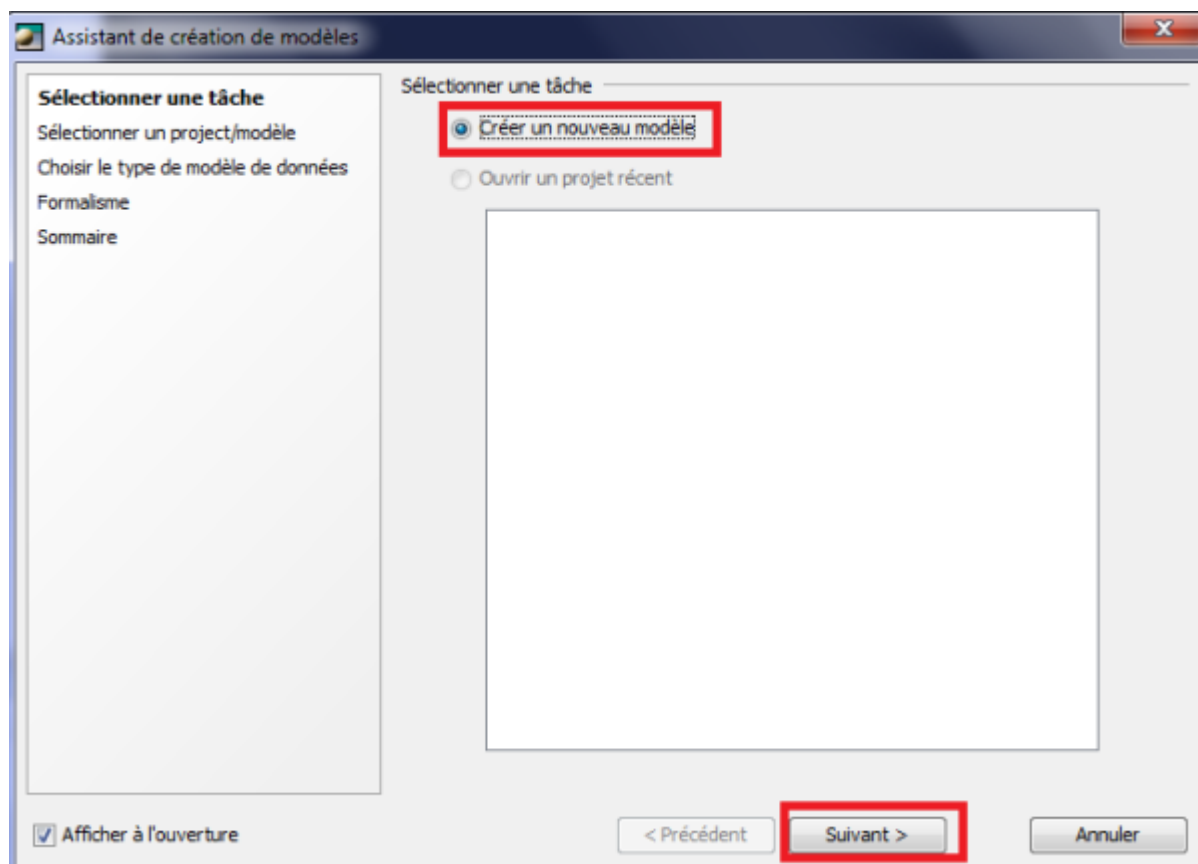 Assistant de création de modèles
Sélectionner une tâche
Sélectionner un project/modèle
Choisir le type de modèle de données
Formalisme
Sommaire
Sélectionner une tâche
Créer un nouveau modèle
Ouvrir un projet récent
Afficher à l'ouverture
< Précédent
Suivant >
Annuler